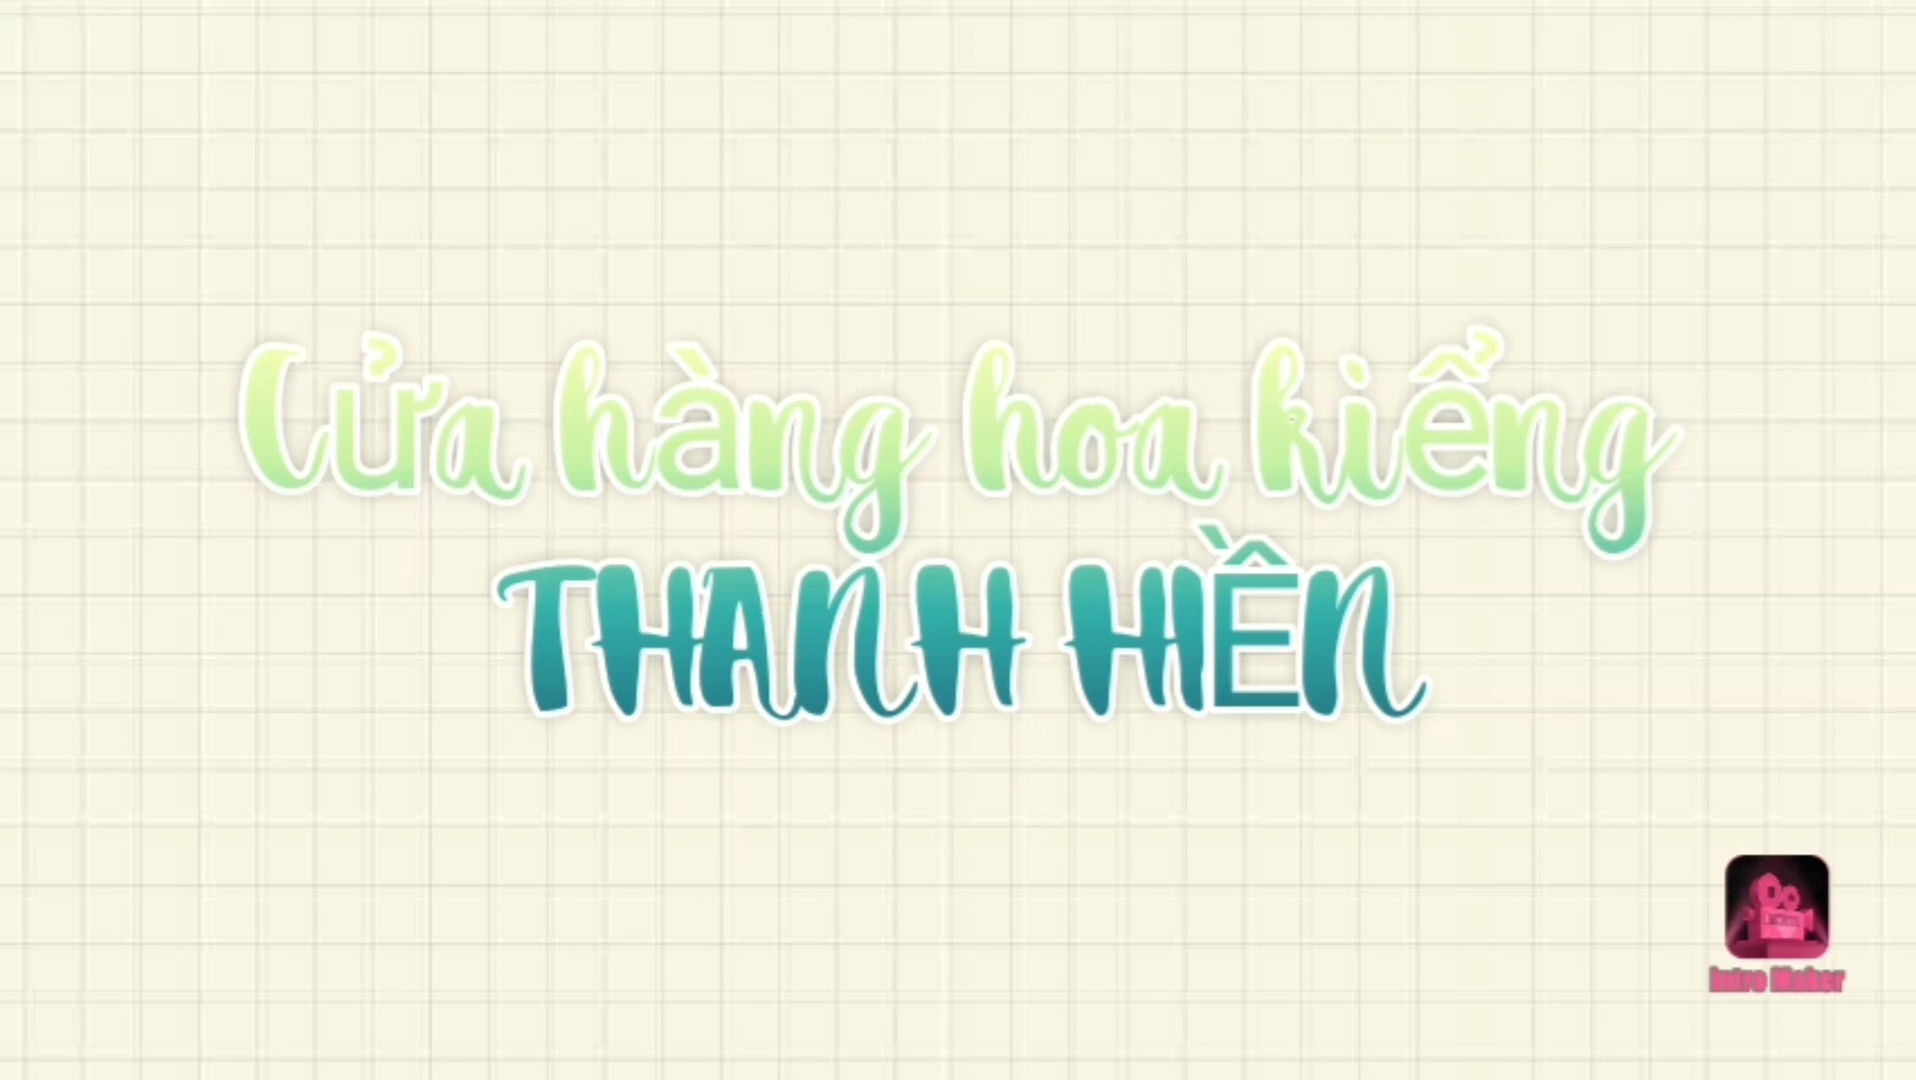 Cửa hàng hoa kiểng
THANH HIỀN
Intro Maker